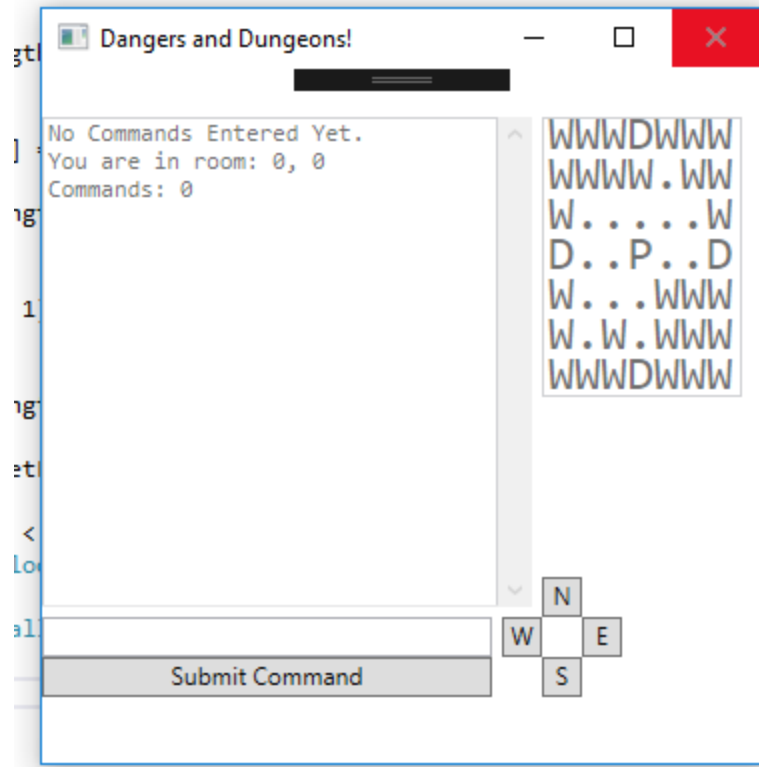 Dangers and Dungeons!
No Commands Entered Yet.
You are in room: 0, 0
Commands: 0
WWWDWWW
WWWW.WW
W.....W
D..P..D
W...WWW
W.W.WWW
WWWDWWW
N
W E
S
Submit Command